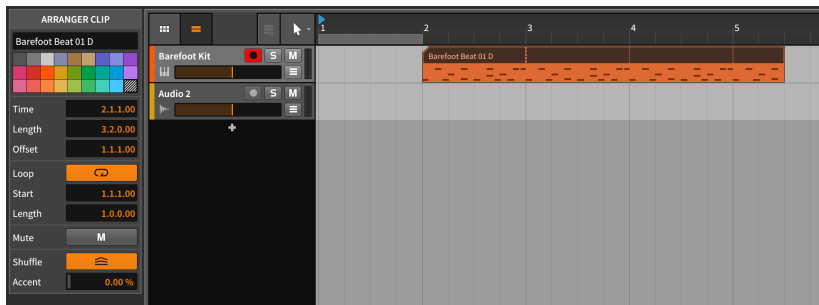 ARRANGER CLIP
Barefoot Beat 01 D
Time 2.1.1.00
Length 3.2.0.00
Offset 1.1.1.00
Loop
Start 1.1.1.00
Length 1.0.0.00
Mute M
Shuffle
Accent 0.00 %
1 2 3 4 5
Barefoot Kit S M
Barefoot Beat 01 D
Audio 2 S M
+